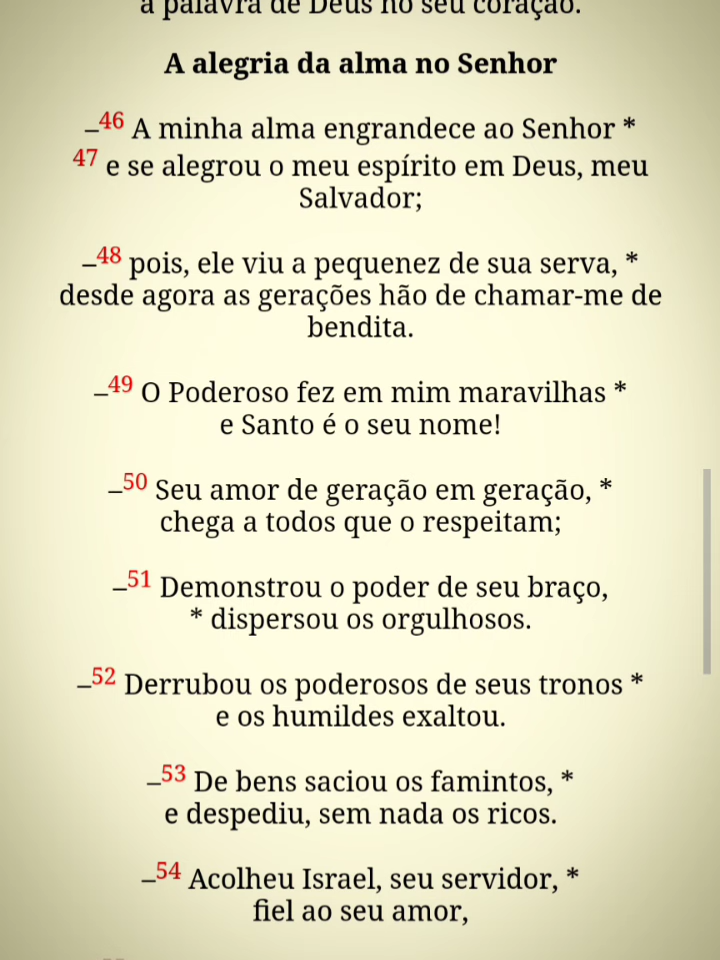 a palavra de Deus no seu coração.
A alegria da alma no Senhor
–46 A minha alma engrandece ao Senhor *
47 e se alegrou o meu espírito em Deus, meu
Salvador;
–48 pois, ele viu a pequenez de sua serva, *
desde agora as gerações hão de chamar-me de
bendita.
–49 O Poderoso fez em mim maravilhas *
e Santo é o seu nome!
–50 Seu amor de geração em geração, *
chega a todos que o respeitam;
–51 Demonstrou o poder de seu braço,
* dispersou os orgulhosos.
–52 Derrubou os poderosos de seus tronos *
e os humildes exaltou.
–53 De bens saciou os famintos, *
e despediu, sem nada os ricos.
–54 Acolheu Israel, seu servidor, *
fiel ao seu amor,